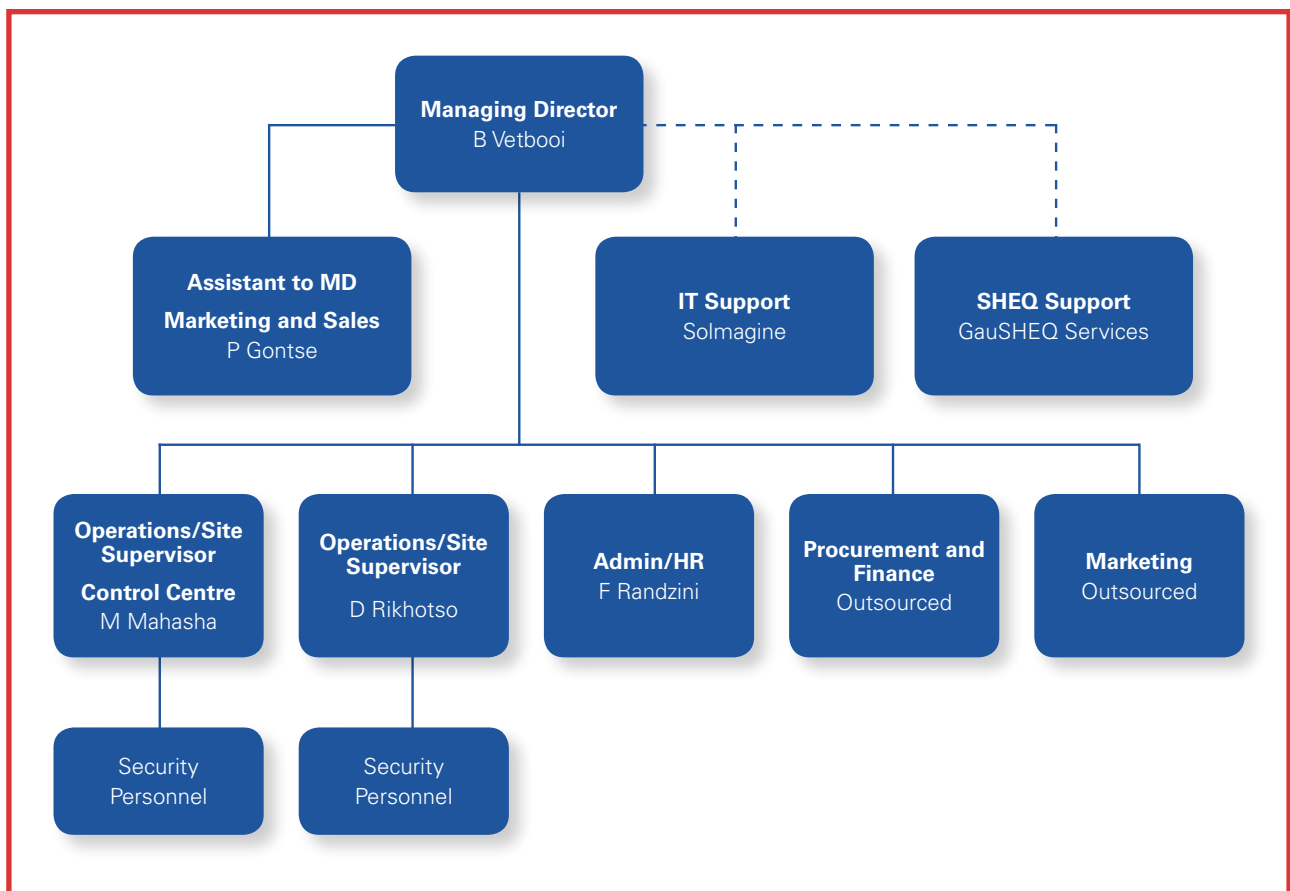 Managing Director
B Vetbooi
Assistant to MD
Marketing and Sales
P Gontse
IT Support
Solmagine
SHEQ Support
GauSHEQ Services
Operations/Site
Supervisor
Control Centre
M Mahasha
Operations/Site
Supervisor
D Rikhotso
Admin/HR
F Randzini
Procurement and
Finance
Outsourced
Marketing
Outsourced
Security
Personnel
Security
Personnel